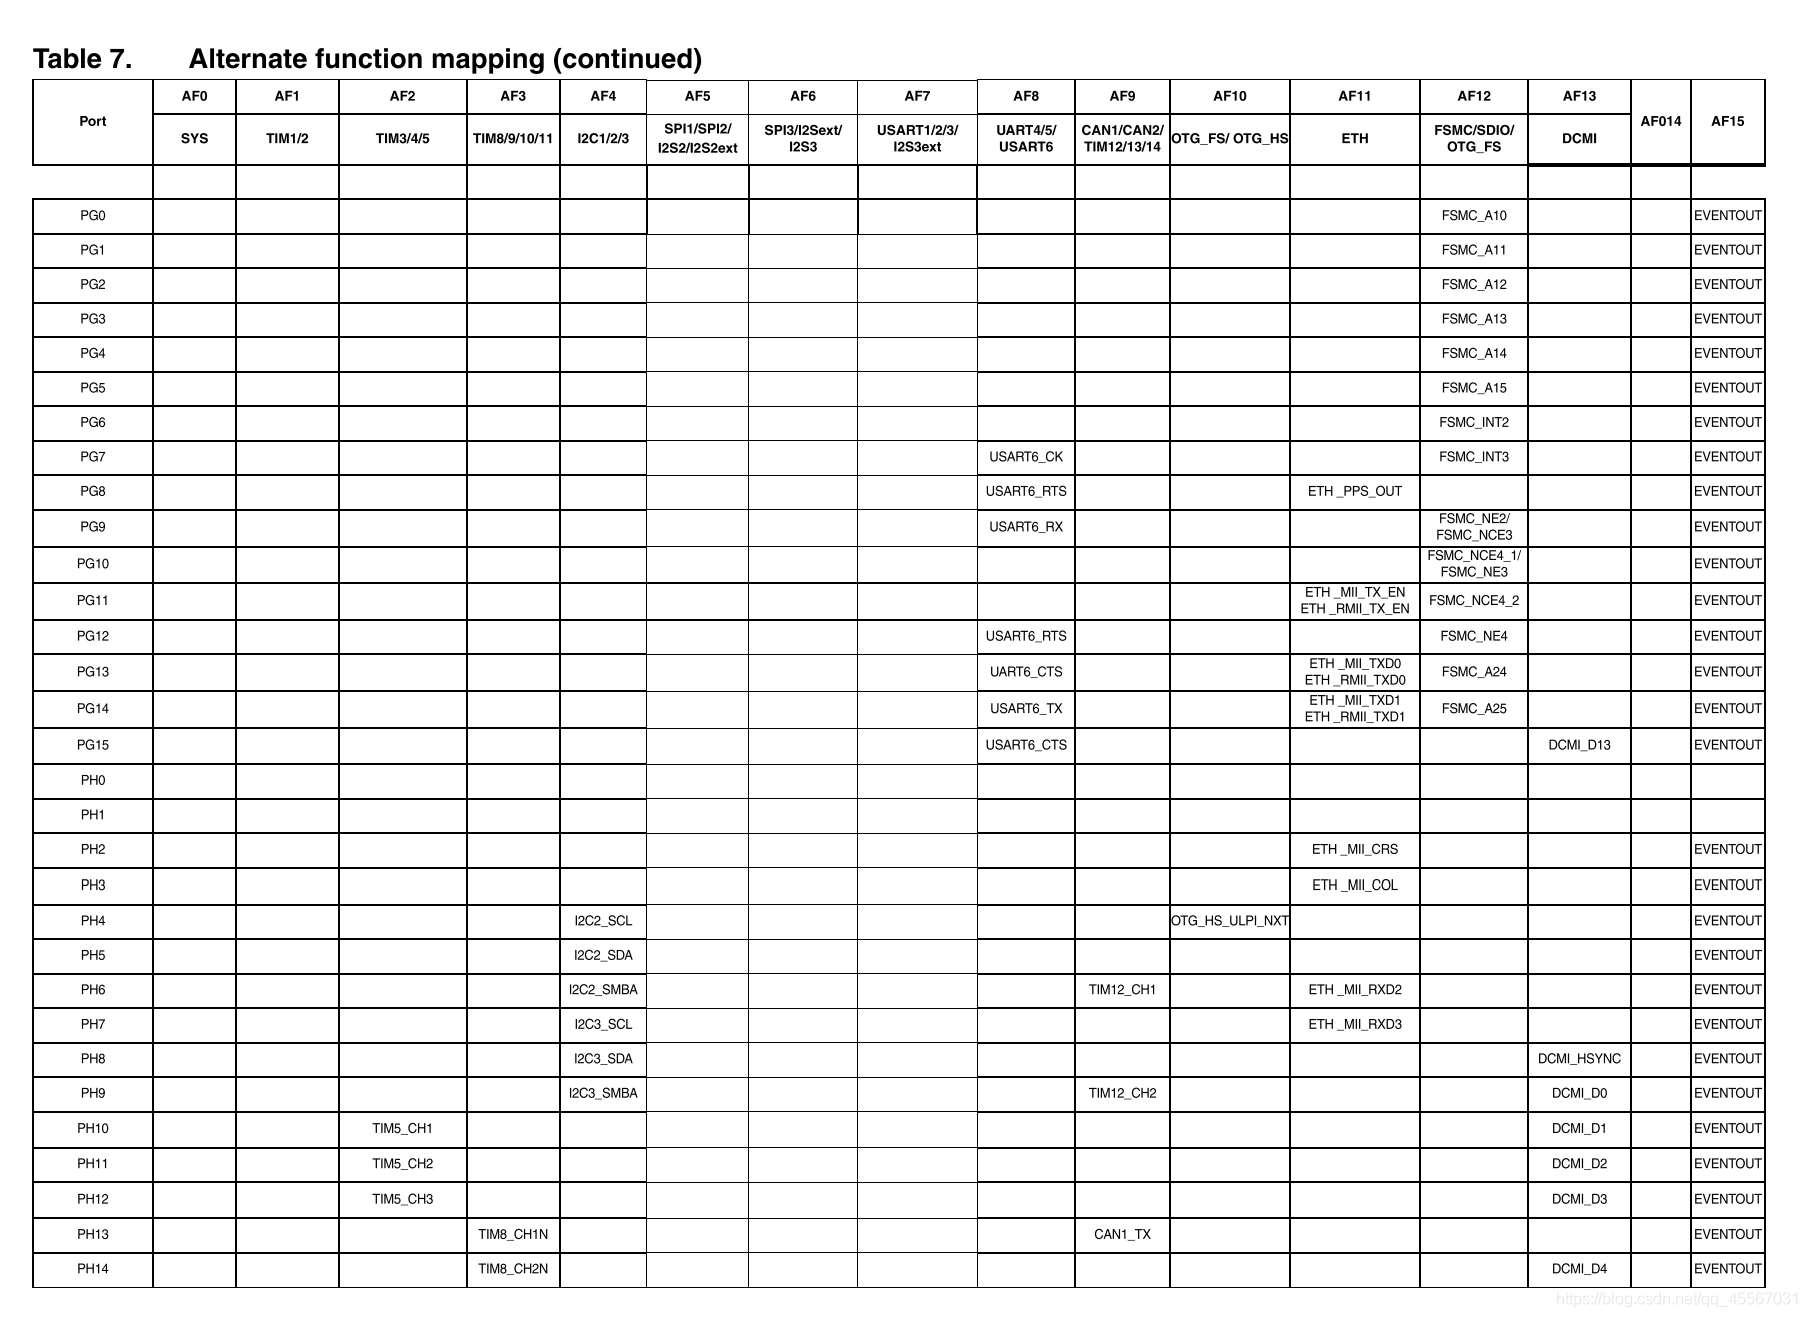 Table 7. Alternate function mapping (continued)
Port AF0 AF1 AF2 AF3 AF4 AF5 AF6 AF7 AF8 AF9 AF10 AF11 AF12 AF13 AF014 AF15
SYS TIM1/2 TIM3/4/5 TIM8/9/10/11 I2C1/2/3 SPI1/SPI2/ I2S2/I2S2ext SPI3/I2Sext/ I2S3 USART1/2/3/ I2S3ext UART4/5/ USART6 CAN1/CAN2/ TIM12/13/14 OTG_FS/ OTG_HS ETH FSMC/SDIO/ OTG_FS DCMI
PG0 FSMC_A10 EVENTOUT
PG1 FSMC_A11 EVENTOUT
PG2 FSMC_A12 EVENTOUT
PG3 FSMC_A13 EVENTOUT
PG4 FSMC_A14 EVENTOUT
PG5 FSMC_A15 EVENTOUT
PG6 FSMC_INT2 EVENTOUT
PG7 USART6_CK FSMC_INT3 EVENTOUT
PG8 USART6_RTS ETH _PPS_OUT EVENTOUT
PG9 USART6_RX FSMC_NE2/ FSMC_NCE3 EVENTOUT
PG10 FSMC_NCE4_1/ FSMC_NE3 EVENTOUT
PG11 ETH _MII_TX_EN ETH _RMII_TX_EN FSMC_NCE4_2 EVENTOUT
PG12 USART6_RTS FSMC_NE4 EVENTOUT
PG13 UART6_CTS ETH _MII_TXD0 ETH _RMII_TXD0 FSMC_A24 EVENTOUT
PG14 USART6_TX ETH _MII_TXD1 ETH _RMII_TXD1 FSMC_A25 EVENTOUT
PG15 USART6_CTS DCMI_D13 EVENTOUT
PH0
PH1
PH2 ETH _MII_CRS EVENTOUT
PH3 ETH _MII_COL EVENTOUT
PH4 I2C2_SCL OTG_HS_ULPI_NXT EVENTOUT
PH5 I2C2_SDA EVENTOUT
PH6 I2C2_SMBA TIM12_CH1 ETH _MII_RXD2 EVENTOUT
PH7 I2C3_SCL ETH _MII_RXD3 EVENTOUT
PH8 I2C3_SDA DCMI_HSYNC EVENTOUT
PH9 I2C3_SMBA TIM12_CH2 DCMI_D0 EVENTOUT
PH10 TIM5_CH1 DCMI_D1 EVENTOUT
PH11 TIM5_CH2 DCMI_D2 EVENTOUT
PH12 TIM5_CH3 DCMI_D3 EVENTOUT
PH13 TIM8_CH1N CAN1_TX EVENTOUT
PH14 TIM8_CH2N DCMI_D4 EVENTOUT
https://blog.csdn.net/qq_45567031